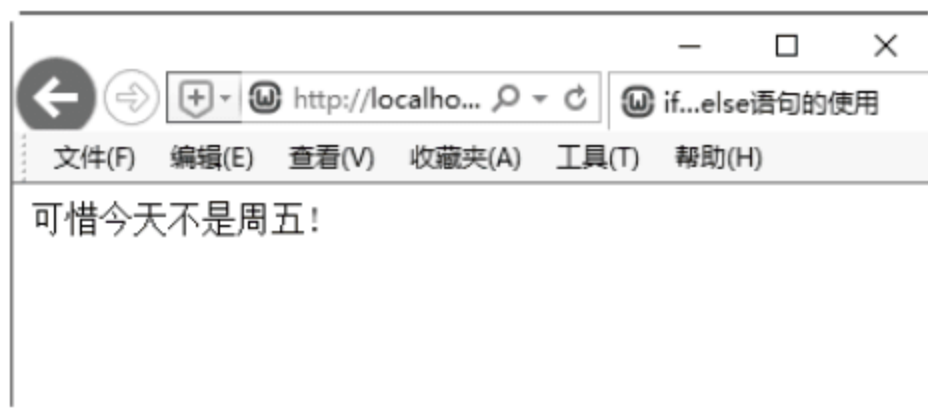 http://localho... if...else语句的使用
文件(F) 编辑(E) 查看(V) 收藏夹(A) 工具(T) 帮助(H)
可惜今天不是周五!